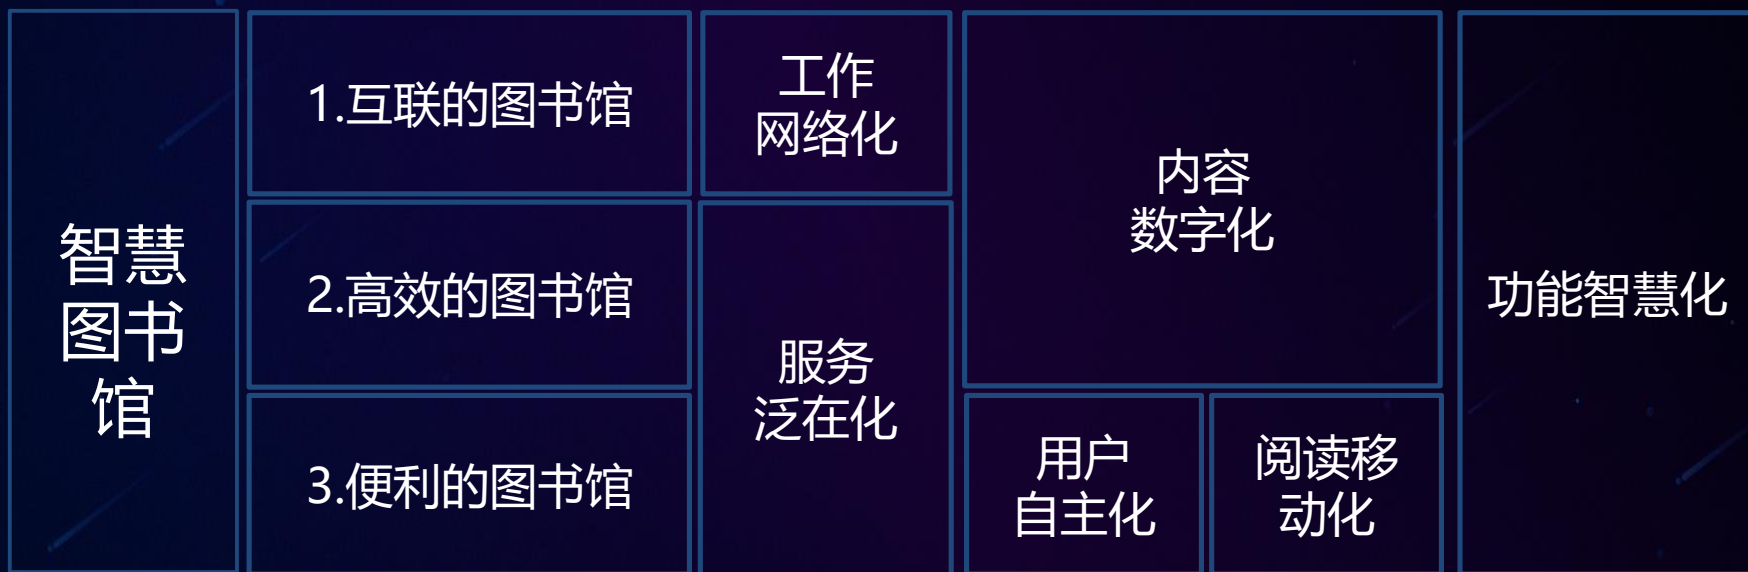 智慧
图书
馆
1.互联的图书馆
2.高效的图书馆
3.便利的图书馆
工作
网络化
服务
泛在化
内容
数字化
用户
自主化
阅读移
动化
功能智慧化